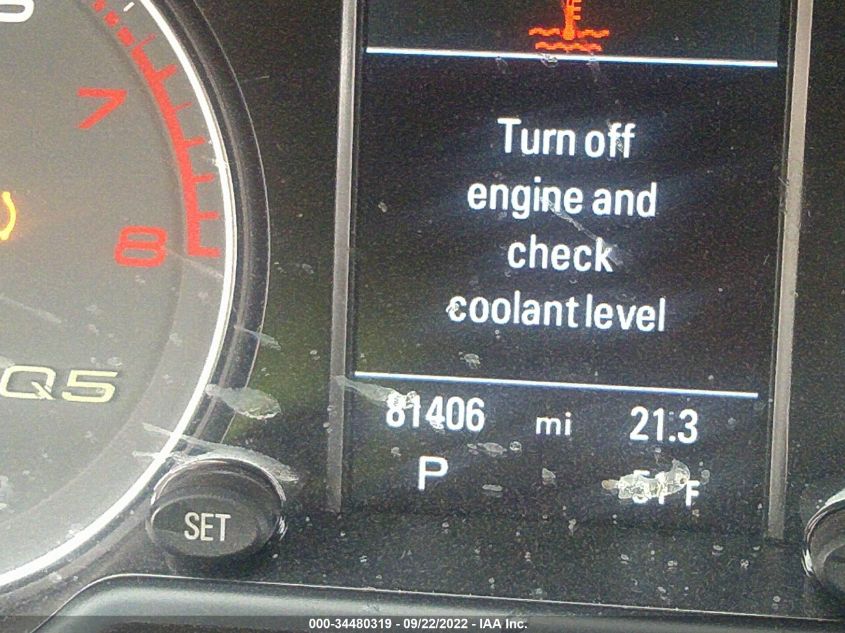 7
8
Q5
Turn off
engine and
check
coolant level
81406 mi 21.3
P
F
SET
000-34480319 - 09/22/2022 - IAA Inc.